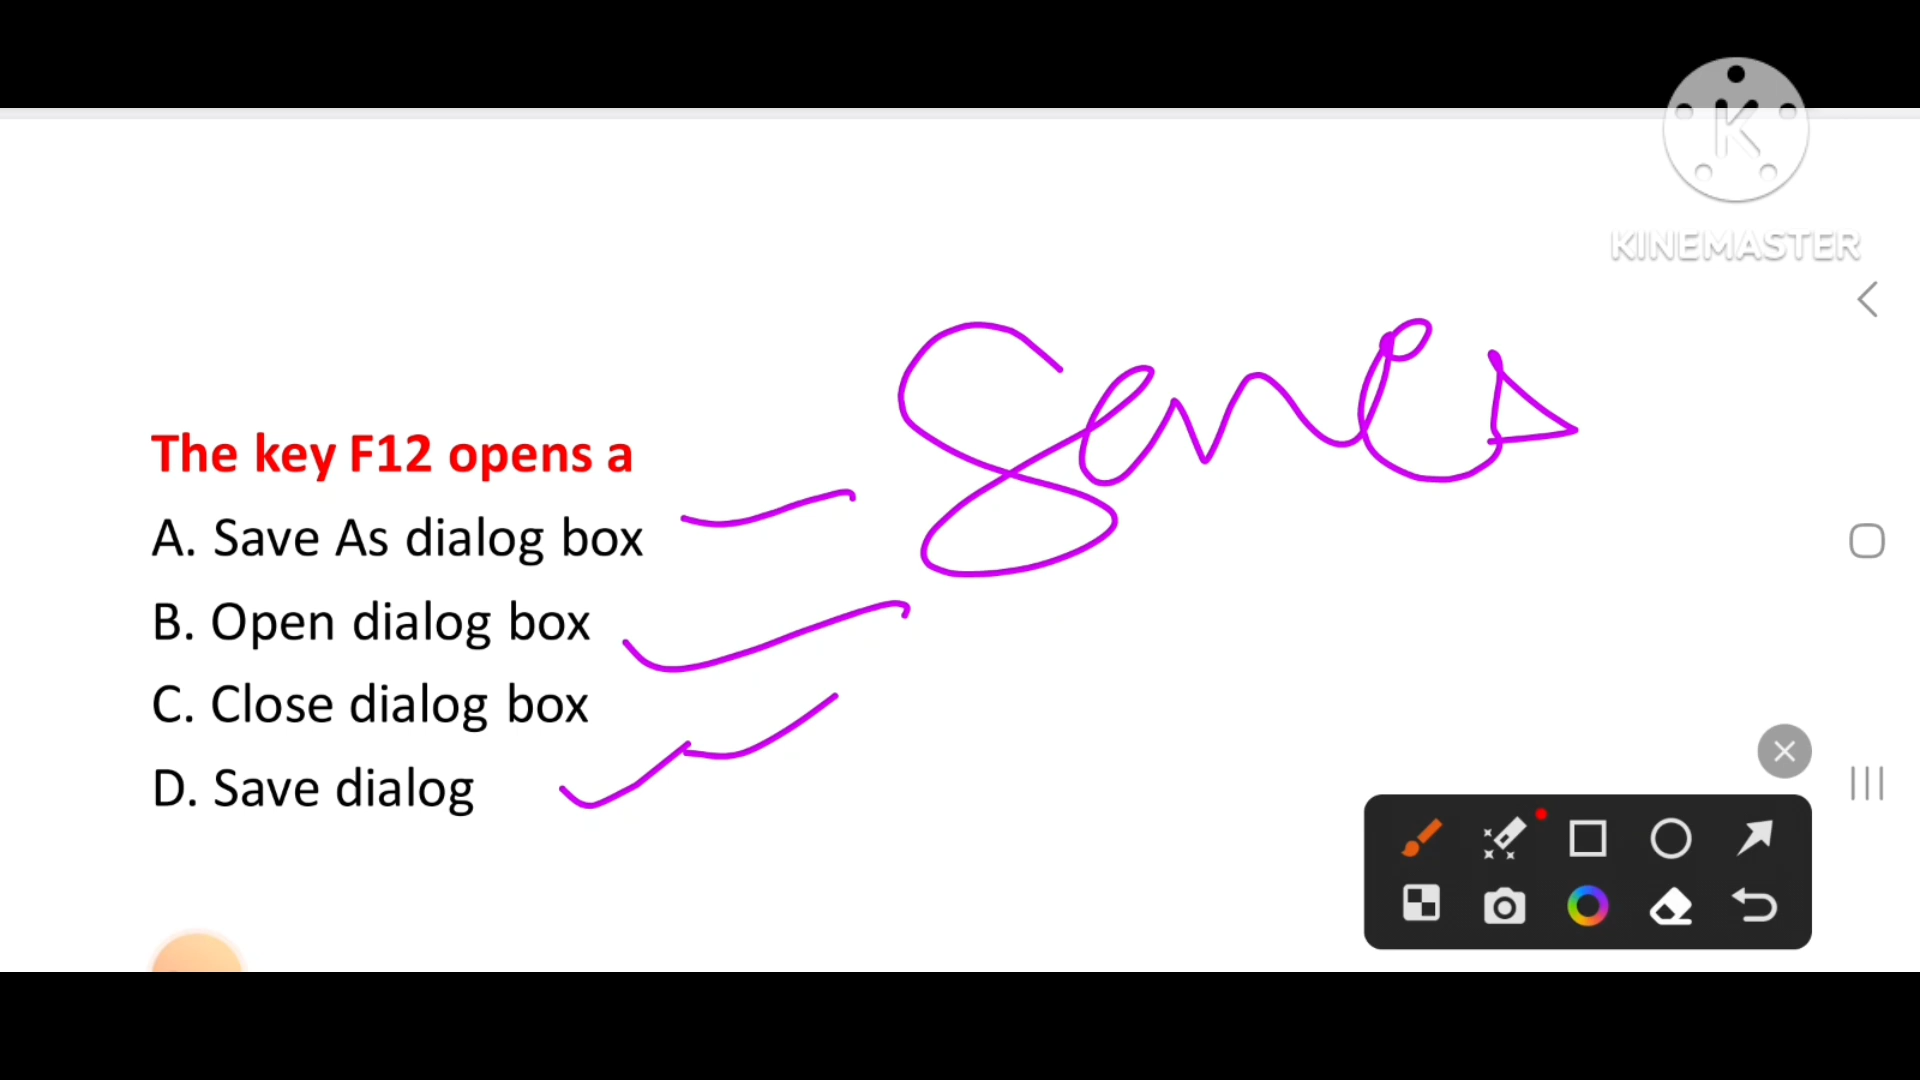 KINEMASTER
The key F12 opens a
A. Save As dialog box
B. Open dialog box
C. Close dialog box
D. Save dialog